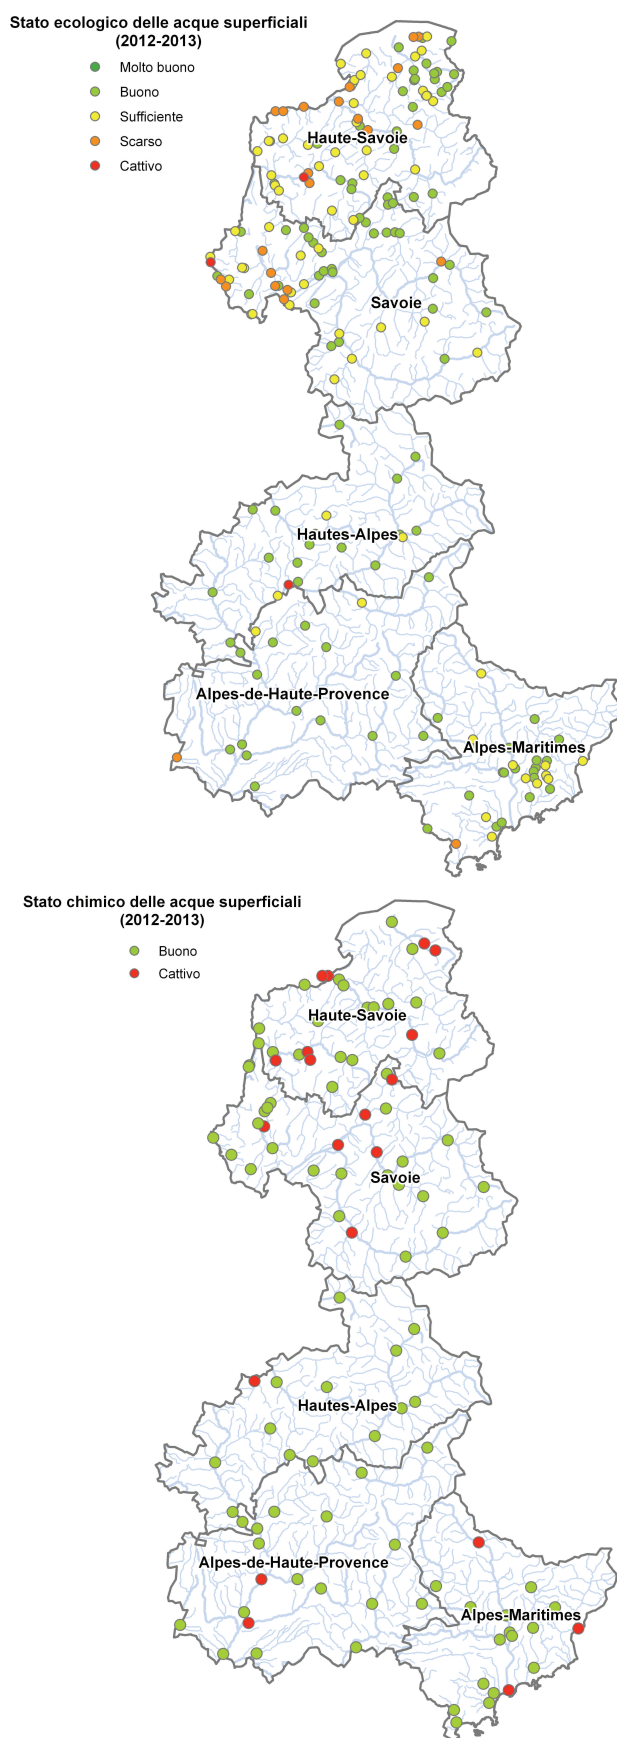 Stato ecologico delle acque superficiali
(2012-2013)
Molto buono
Buono
Sufficiente
Scarso
Cattivo
Haute-Savoie
Savoie
Hautes-Alpes
Alpes-de-Haute-Provence
Alpes-Maritimes
Stato chimico delle acque superficiali
(2012-2013)
Buono
Cattivo
Haute-Savoie
Savoie
Hautes-Alpes
Alpes-de-Haute-Provence
Alpes-Maritimes